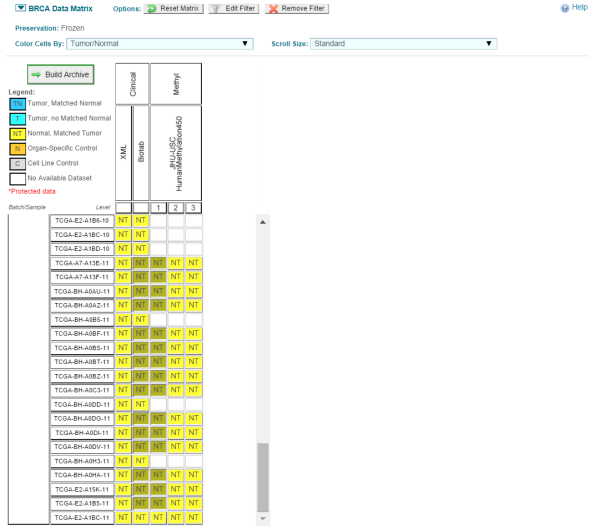 BRCA Data Matrix Options: Reset Matrix Edit Filter Remove Filter Help
Preservation: Frozen
Color Cells By: Tumor/Normal Scroll Size: Standard
Build Archive
Legend:
TN Tumor, Matched Normal
T Tumor, no Matched Normal
NT Normal, Matched Tumor
N Organ-Specific Control
C Cell Line Control
No Available Dataset
*Protected data
Clinical
Methyl
XML
Biotab
JHU-USC
HumanMethylation450
Batch/Sample Level 1 2 3
TCGA-E2-A1B6-10 NT NT
TCGA-E2-A1BC-10 NT NT
TCGA-E2-A1BD-10 NT NT
TCGA-A7-A13E-11 NT NT NT NT NT
TCGA-A7-A13F-11 NT NT NT NT NT
TCGA-BH-A0AU-11 NT NT NT NT NT
TCGA-BH-A0AZ-11 NT NT NT NT NT
TCGA-BH-A0B5-11 NT NT
TCGA-BH-A0BF-11 NT NT NT NT NT
TCGA-BH-A0BS-11 NT NT NT NT NT
TCGA-BH-A0BT-11 NT NT NT NT NT
TCGA-BH-A0BZ-11 NT NT NT NT NT
TCGA-BH-A0C3-11 NT NT NT NT NT
TCGA-BH-A0DD-11 NT NT
TCGA-BH-A0DG-11 NT NT NT NT NT
TCGA-BH-A0DI-11 NT NT NT NT NT
TCGA-BH-A0DV-11 NT NT NT NT NT
TCGA-BH-A0H3-11 NT NT
TCGA-BH-A0HA-11 NT NT NT NT NT
TCGA-E2-A15K-11 NT NT NT NT NT
TCGA-E2-A1B5-11 NT NT NT NT NT
TCGA-E2-A1BC-11 NT NT NT NT NT